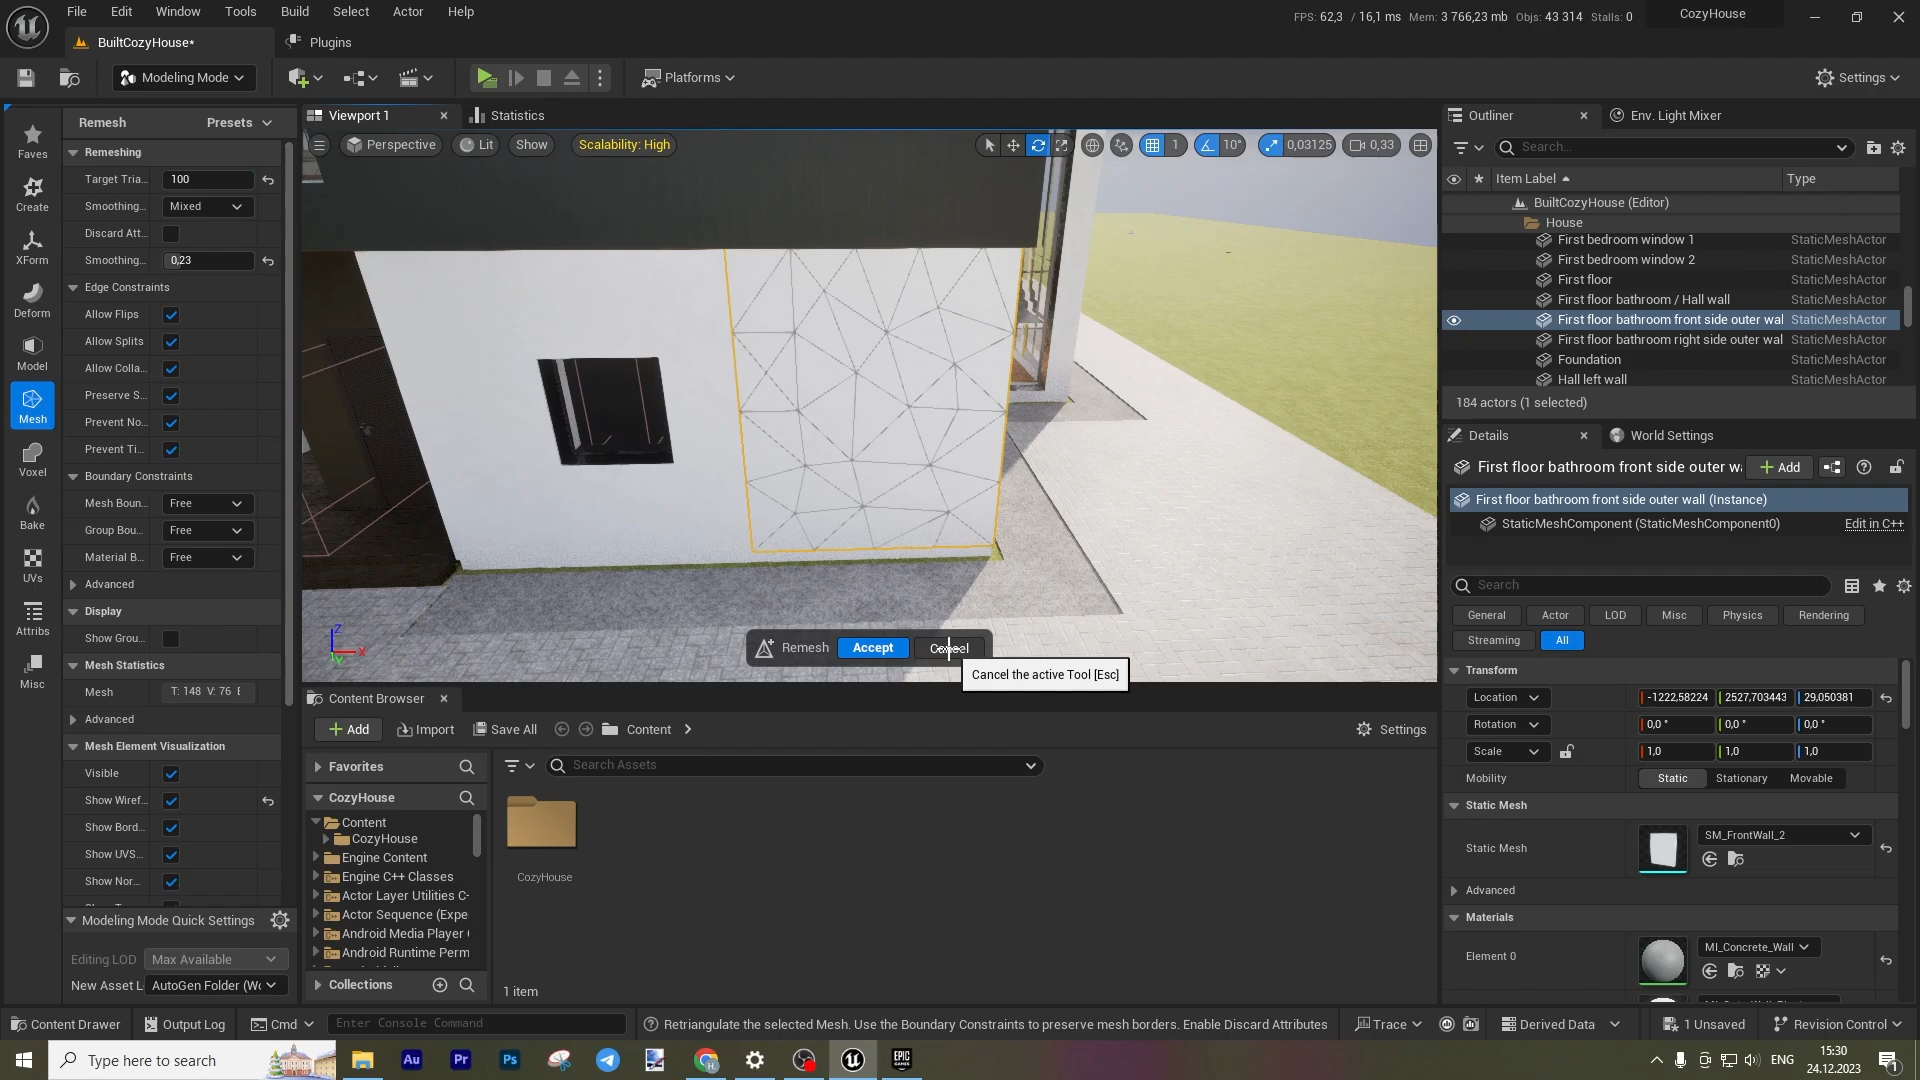 File Edit Window Tools Build Select Actor Help
FPS: 62,3 / 16,1 ms Mem: 3 766,23 mb Objs: 43 314 Stalls: 0
CozyHouse
BuiltCozyHouse*
Plugins
Modeling Mode
Platforms
Settings
Faves
Create
XForm
Deform
Model
Mesh
Voxel
Bake
UVs
Attribs
Misc
Remesh Presets
Remeshing
Target Tria... 100
Smoothing... Mixed
Discard Att...
Smoothing... 0,23
Edge Constraints
Allow Flips
Allow Splits
Allow Colla...
Preserve S...
Prevent No...
Prevent Ti...
Boundary Constraints
Mesh Boun... Free
Group Bou... Free
Material B... Free
Advanced
Display
Show Grou...
Mesh Statistics
Mesh T: 148 V: 76 E
Advanced
Mesh Element Visualization
Visible
Show Wiref...
Show Bord...
Show UVS...
Show Nor...
Modeling Mode Quick Settings
Editing LOD Max Available
New Asset L AutoGen Folder (Wo
Viewport 1
Statistics
Perspective Lit Show Scalability: High
1 10° 0,03125 0,33
Z
X
Y
Remesh Accept Cancel
Cancel the active Tool [Esc]
Content Browser
Add Import Save All Content Settings
Favorites
CozyHouse
Content
CozyHouse
Engine Content
Engine C++ Classes
Actor Layer Utilities C-
Actor Sequence (Expe
Android Media Player
Android Runtime Perm
Collections
Search Assets
CozyHouse
1 item
Outliner
Env. Light Mixer
Search...
Item Label Type
BuiltCozyHouse (Editor)
House
First bedroom window 1 StaticMeshActor
First bedroom window 2 StaticMeshActor
First floor StaticMeshActor
First floor bathroom / Hall wall StaticMeshActor
First floor bathroom front side outer wal StaticMeshActor
First floor bathroom right side outer wal StaticMeshActor
Foundation StaticMeshActor
Hall left wall StaticMeshActor
184 actors (1 selected)
Details
World Settings
First floor bathroom front side outer w Add
First floor bathroom front side outer wall (Instance)
StaticMeshComponent (StaticMeshComponent0) Edit in C++
Search
General Actor LOD Misc Physics Rendering
Streaming All
Transform
Location -1222,58224 2527,703443 29,050381
Rotation 0,0 ° 0,0 ° 0,0 °
Scale 1,0 1,0 1,0
Mobility Static Stationary Movable
Static Mesh
Static Mesh SM_FrontWall_2
Advanced
Materials
Element 0 MI_Concrete_Wall
Content Drawer Output Log Cmd Enter Console Command
Retriangulate the selected Mesh. Use the Boundary Constraints to preserve mesh borders. Enable Discard Attributes
Trace Derived Data 1 Unsaved Revision Control
Type here to search
Au
Pr
Ps
EPIC GAMES
ENG
15:30
24.12.2023
1